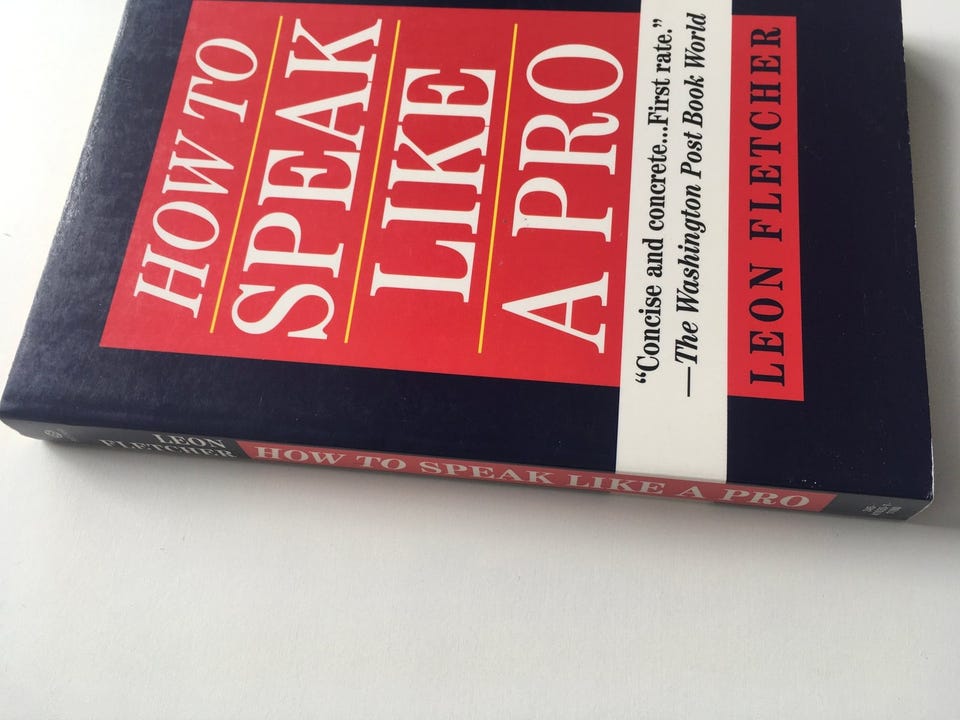 HOW TO
SPEAK
LIKE
A PRO
“Concise and concrete...First rate.”
—The Washington Post Book World
LEON FLETCHER
LEON
FLETCHER
HOW TO SPEAK LIKE A PRO